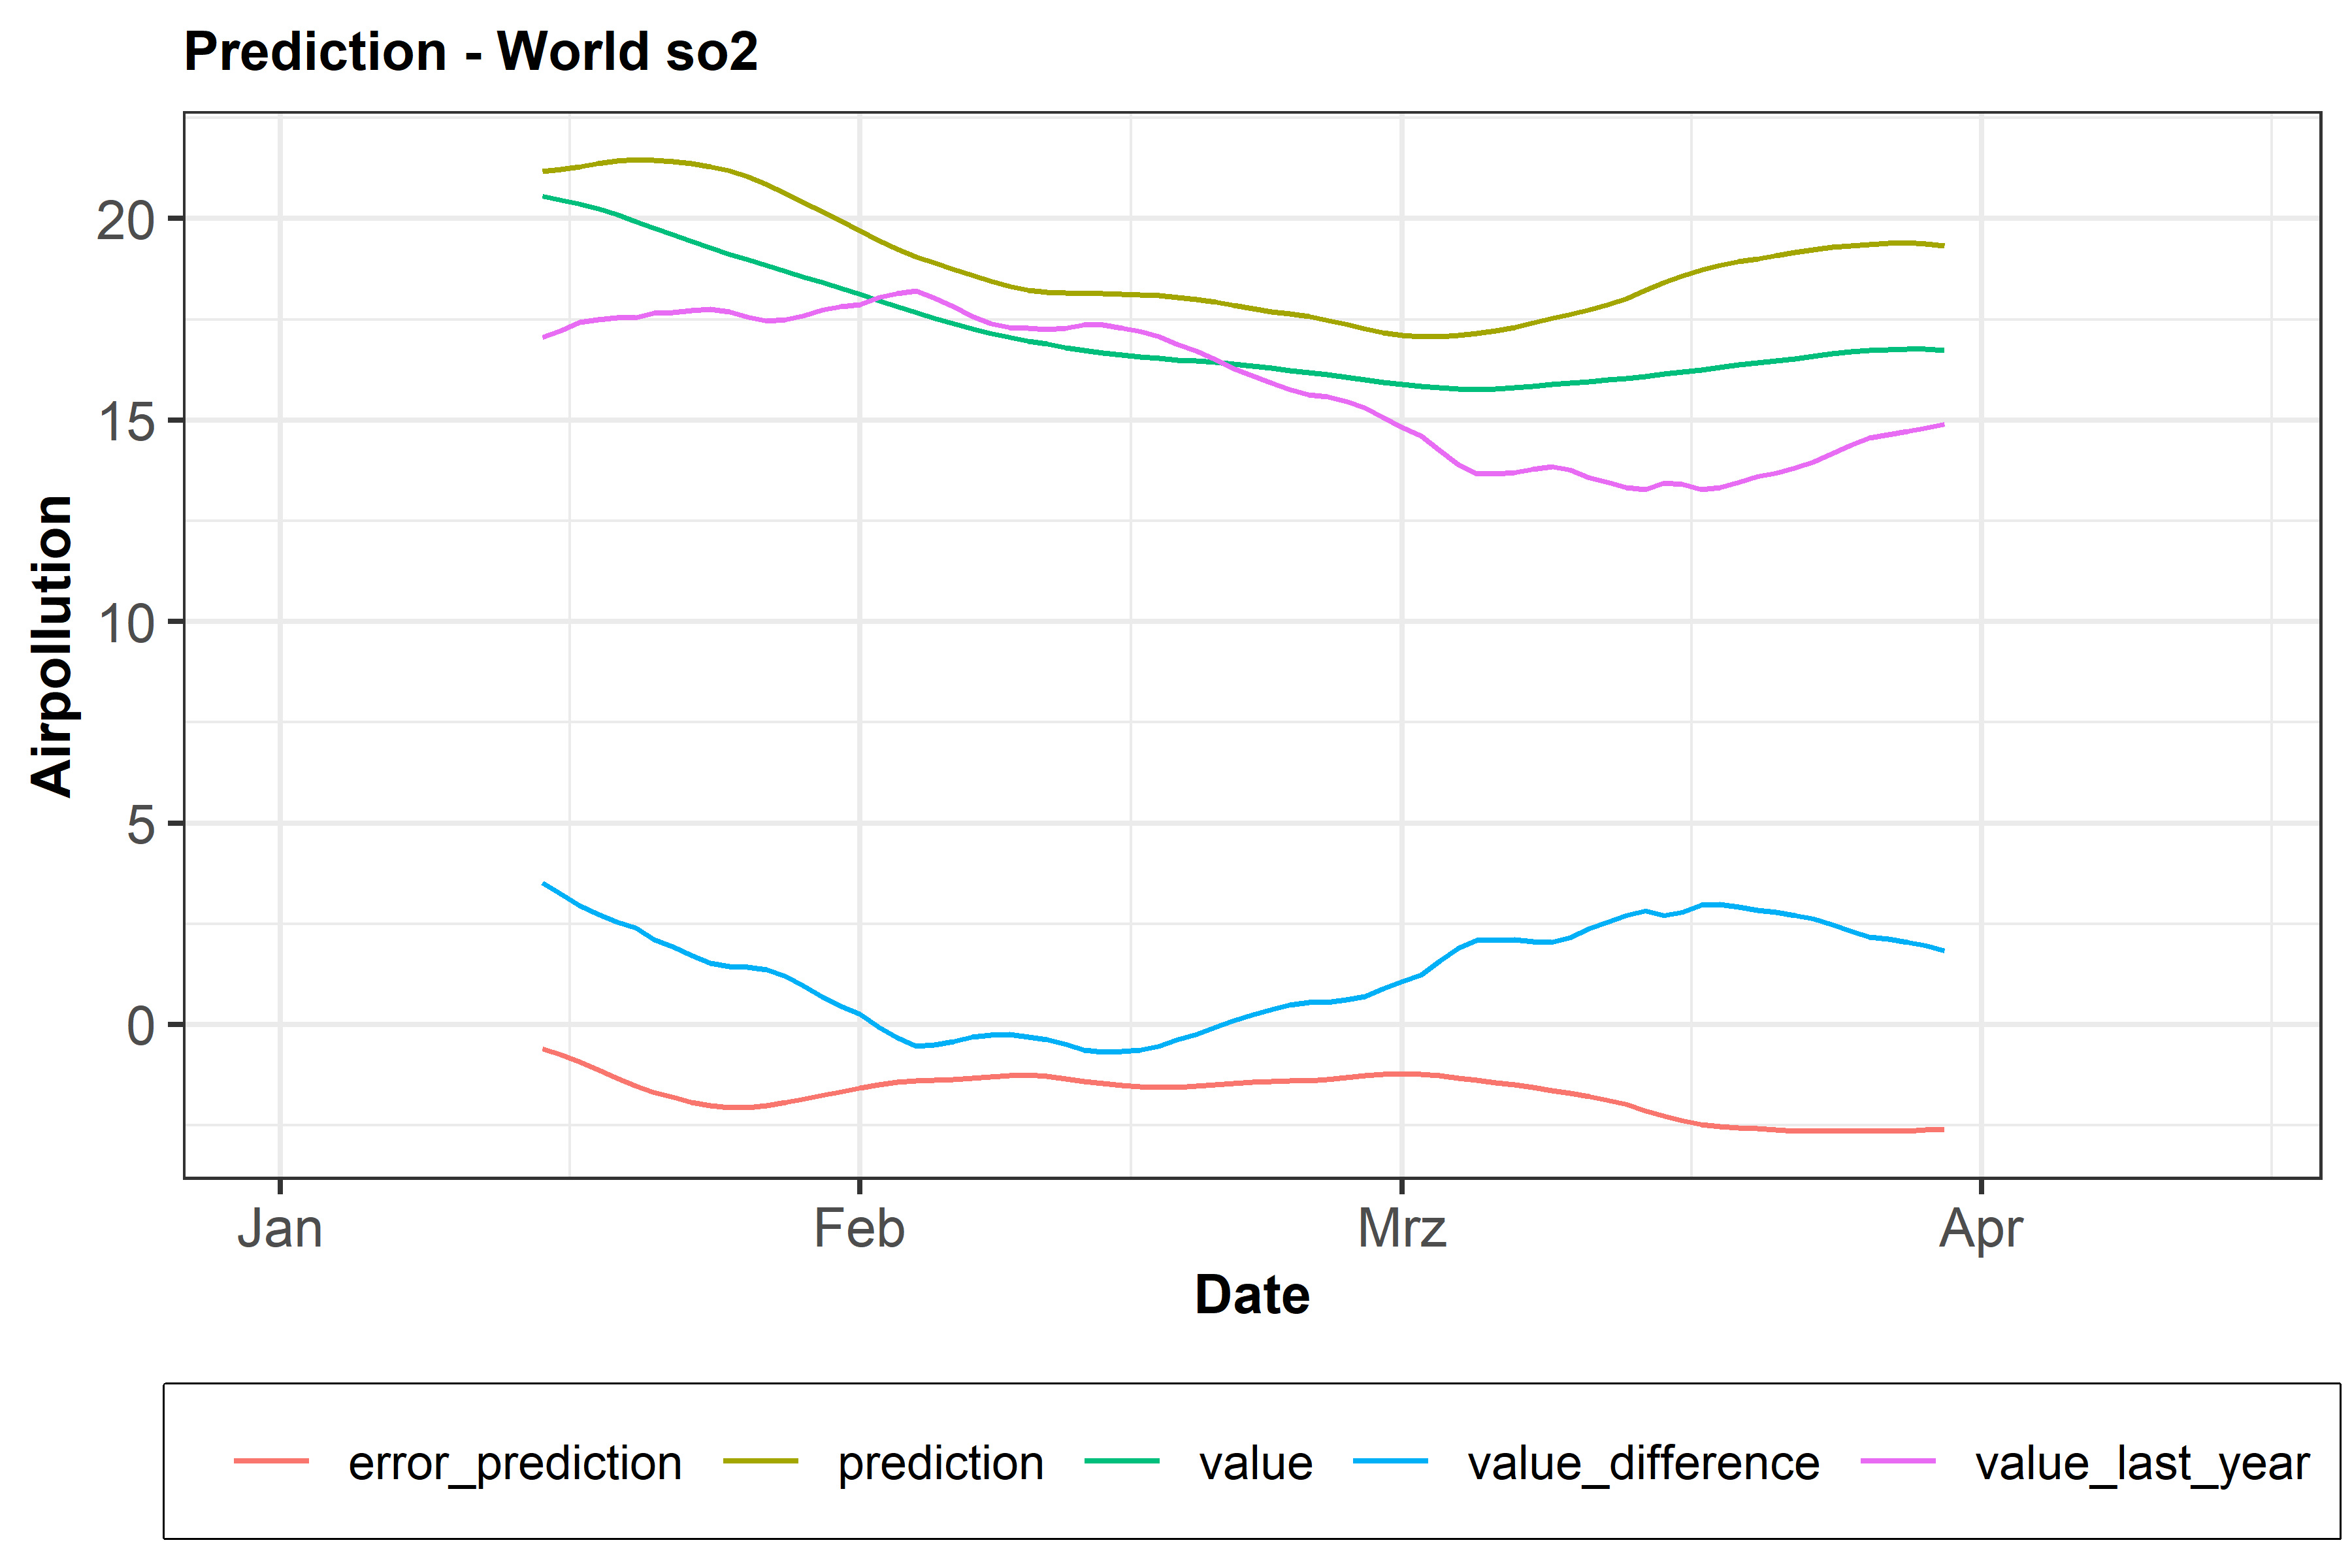 Prediction - World so2
Airpollution
20
15
10
5
0
Jan Feb Mrz Apr
Date
error_prediction prediction value value_difference value_last_year